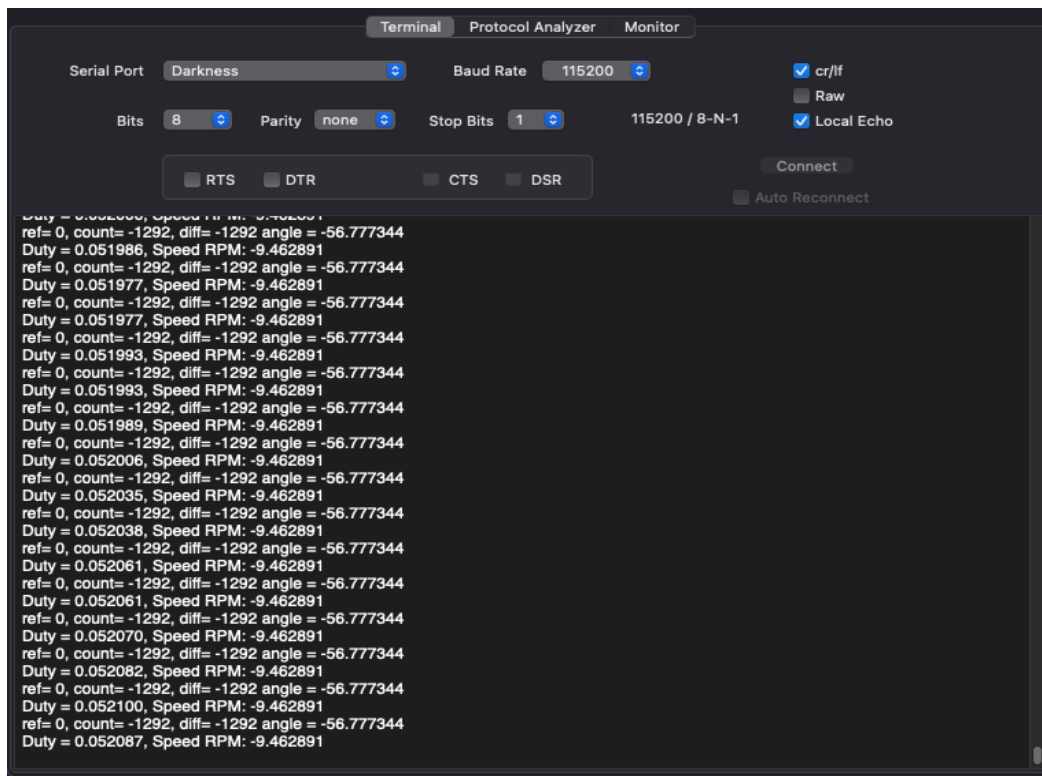 Terminal Protocol Analyzer Monitor
Serial Port Darkness Baud Rate 115200 cr/lf
Raw
Bits 8 Parity none Stop Bits 1 115200 / 8-N-1 Local Echo
Connect
RTS DTR CTS DSR
Auto Reconnect
Duty = 0.052006, Speed RPM: -9.462891
ref= 0, count= -1292, diff= -1292 angle = -56.777344
Duty = 0.051986, Speed RPM: -9.462891
ref= 0, count= -1292, diff= -1292 angle = -56.777344
Duty = 0.051977, Speed RPM: -9.462891
ref= 0, count= -1292, diff= -1292 angle = -56.777344
Duty = 0.051977, Speed RPM: -9.462891
ref= 0, count= -1292, diff= -1292 angle = -56.777344
Duty = 0.051993, Speed RPM: -9.462891
ref= 0, count= -1292, diff= -1292 angle = -56.777344
Duty = 0.051993, Speed RPM: -9.462891
ref= 0, count= -1292, diff= -1292 angle = -56.777344
Duty = 0.051989, Speed RPM: -9.462891
ref= 0, count= -1292, diff= -1292 angle = -56.777344
Duty = 0.052006, Speed RPM: -9.462891
ref= 0, count= -1292, diff= -1292 angle = -56.777344
Duty = 0.052035, Speed RPM: -9.462891
ref= 0, count= -1292, diff= -1292 angle = -56.777344
Duty = 0.052038, Speed RPM: -9.462891
ref= 0, count= -1292, diff= -1292 angle = -56.777344
Duty = 0.052061, Speed RPM: -9.462891
ref= 0, count= -1292, diff= -1292 angle = -56.777344
Duty = 0.052061, Speed RPM: -9.462891
ref= 0, count= -1292, diff= -1292 angle = -56.777344
Duty = 0.052070, Speed RPM: -9.462891
ref= 0, count= -1292, diff= -1292 angle = -56.777344
Duty = 0.052082, Speed RPM: -9.462891
ref= 0, count= -1292, diff= -1292 angle = -56.777344
Duty = 0.052100, Speed RPM: -9.462891
ref= 0, count= -1292, diff= -1292 angle = -56.777344
Duty = 0.052087, Speed RPM: -9.462891